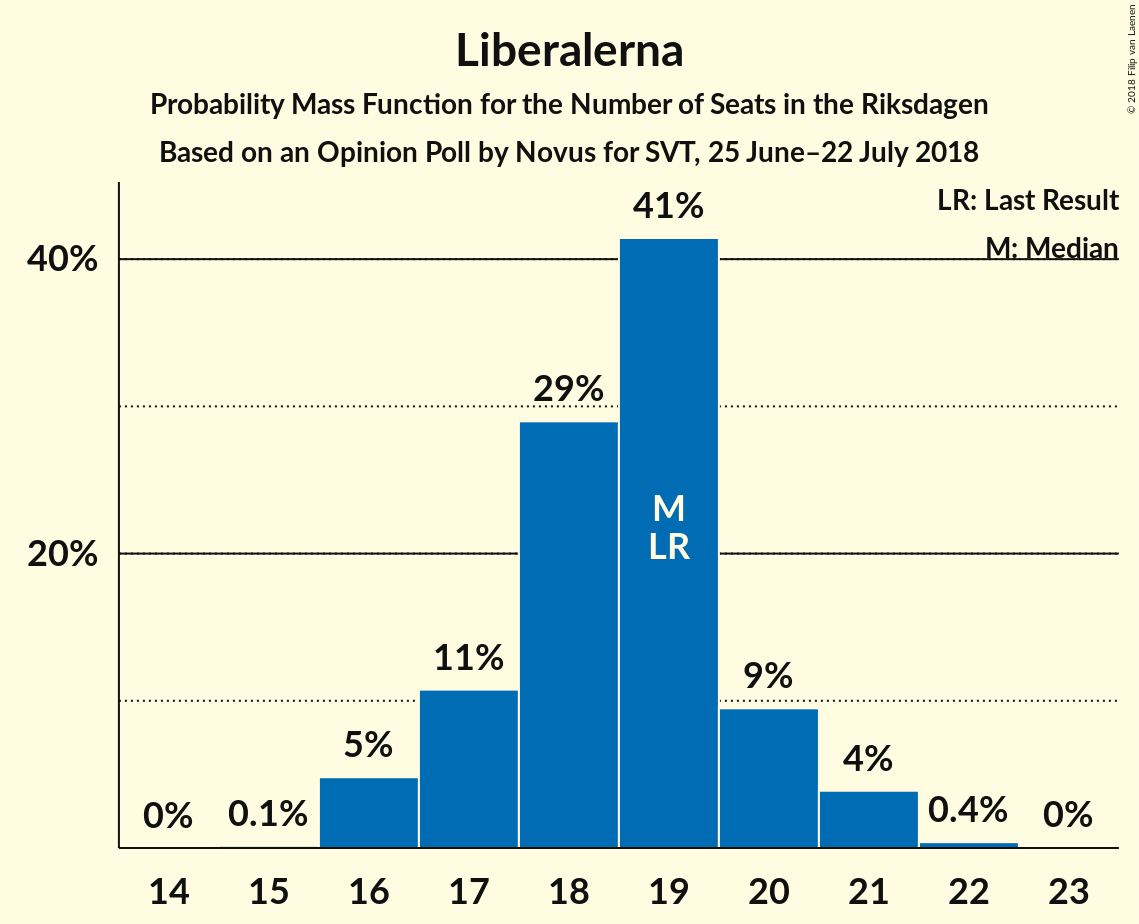 Liberalerna
Probability Mass Function for the Number of Seats in the Riksdagen
Based on an Opinion Poll by Novus for SVT, 25 June–22 July 2018
© 2018 Filip van Laenen
LR: Last Result
M: Median
40%
20%
0%
0.1%
5%
11%
29%
41%
M
LR
9%
4%
0.4%
0%
14 15 16 17 18 19 20 21 22 23